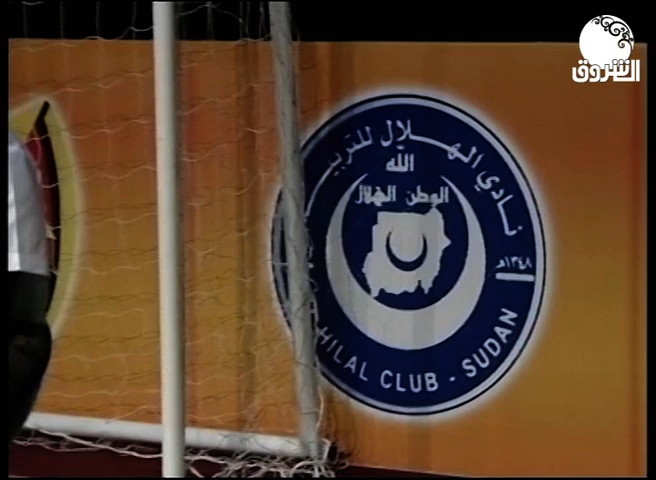 الشروق
نادي الهلال للتربية
الله
الوطن الهلال
١٣٤٨هـ
HILAL CLUB - SUDAN